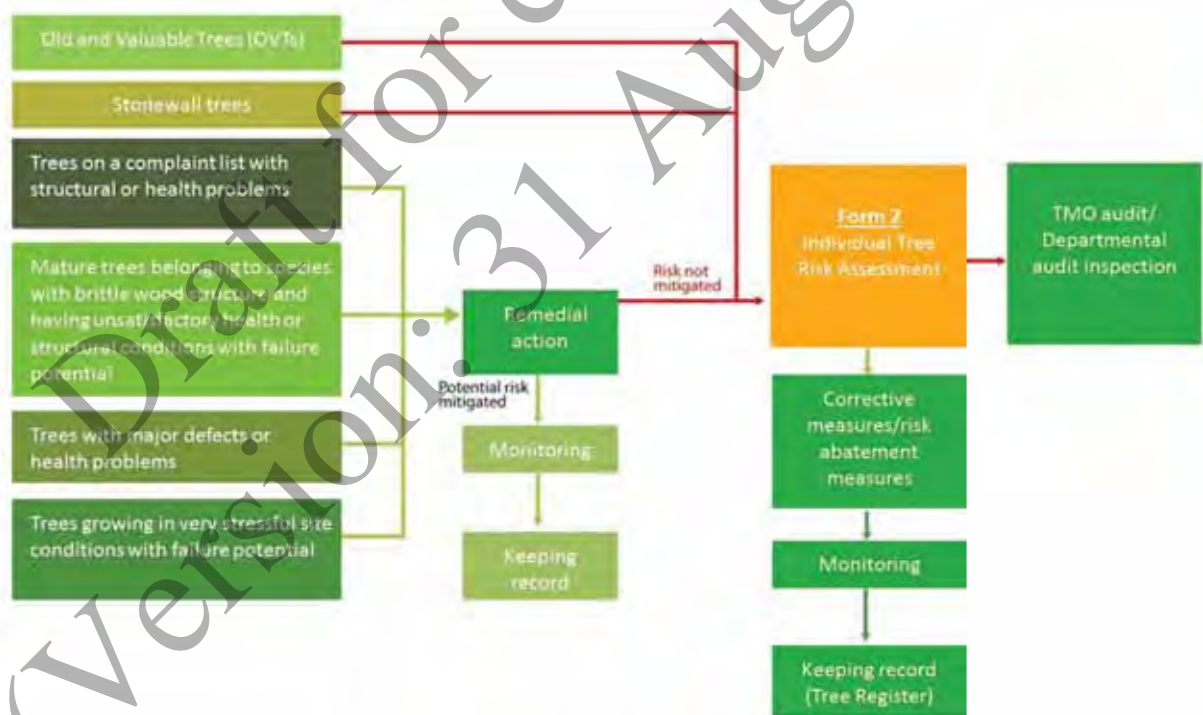 Old and Valuable Trees (OVTs)
Stonewall trees
Trees on a complaint list with
structural or health problems
Mature trees belonging to species
with brittle wood structure and
having unsatisfactory health or
structural conditions with failure
potential
Trees with major defects or
health problems
Trees growing in very stressful site
conditions with failure potential
Remedial
action
Potential risk
mitigated
Monitoring
Keeping
record
Risk not
mitigated
Form 2
Individual Tree
Risk Assessment
TMO audit/
Departmental
audit inspection
Corrective
measures/risk
abatement
measures
Monitoring
Keeping record
(Tree Register)
Draft for
(Version: 31 Aug